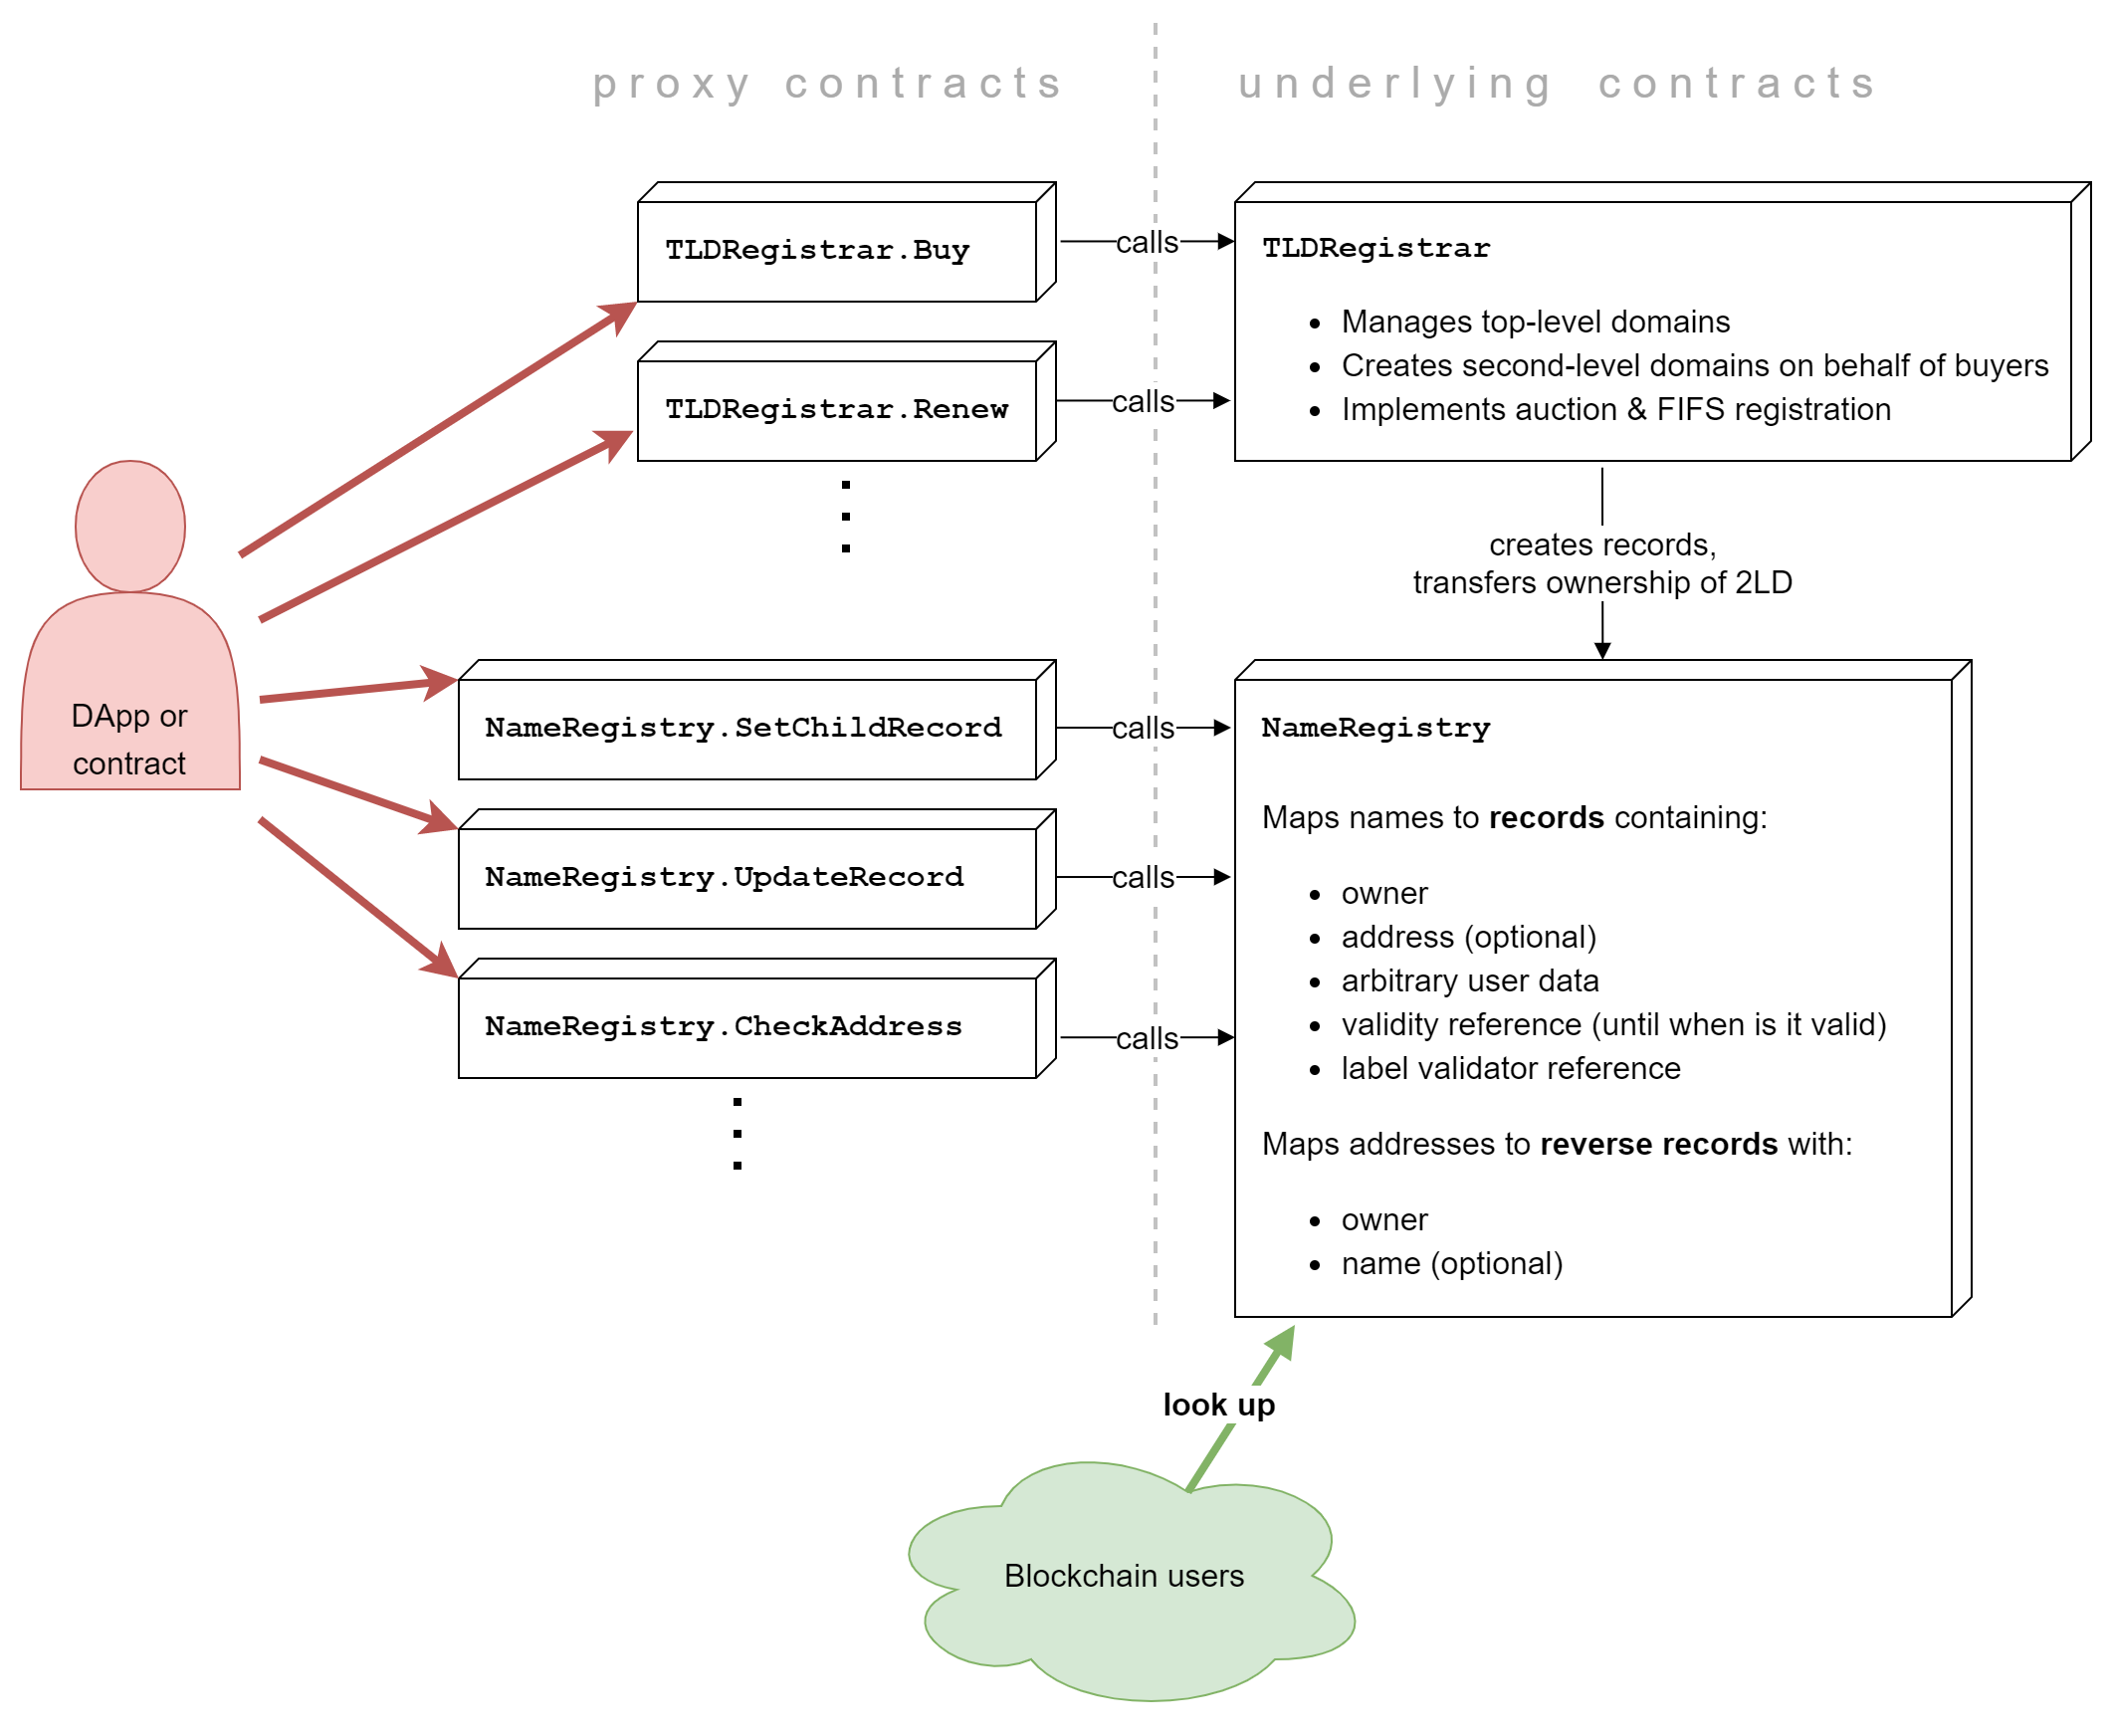 proxy contracts
underlying contracts
TLDRegistrar.Buy
calls
TLDRegistrar
• Manages top-level domains
• Creates second-level domains on behalf of buyers
• Implements auction & FIFS registration
TLDRegistrar.Renew
calls
creates records,
transfers ownership of 2LD
DApp or
contract
NameRegistry.SetChildRecord
calls
NameRegistry.UpdateRecord
calls
NameRegistry.CheckAddress
calls
NameRegistry
Maps names to records containing:
• owner
• address (optional)
• arbitrary user data
• validity reference (until when is it valid)
• label validator reference
Maps addresses to reverse records with:
• owner
• name (optional)
look up
Blockchain users